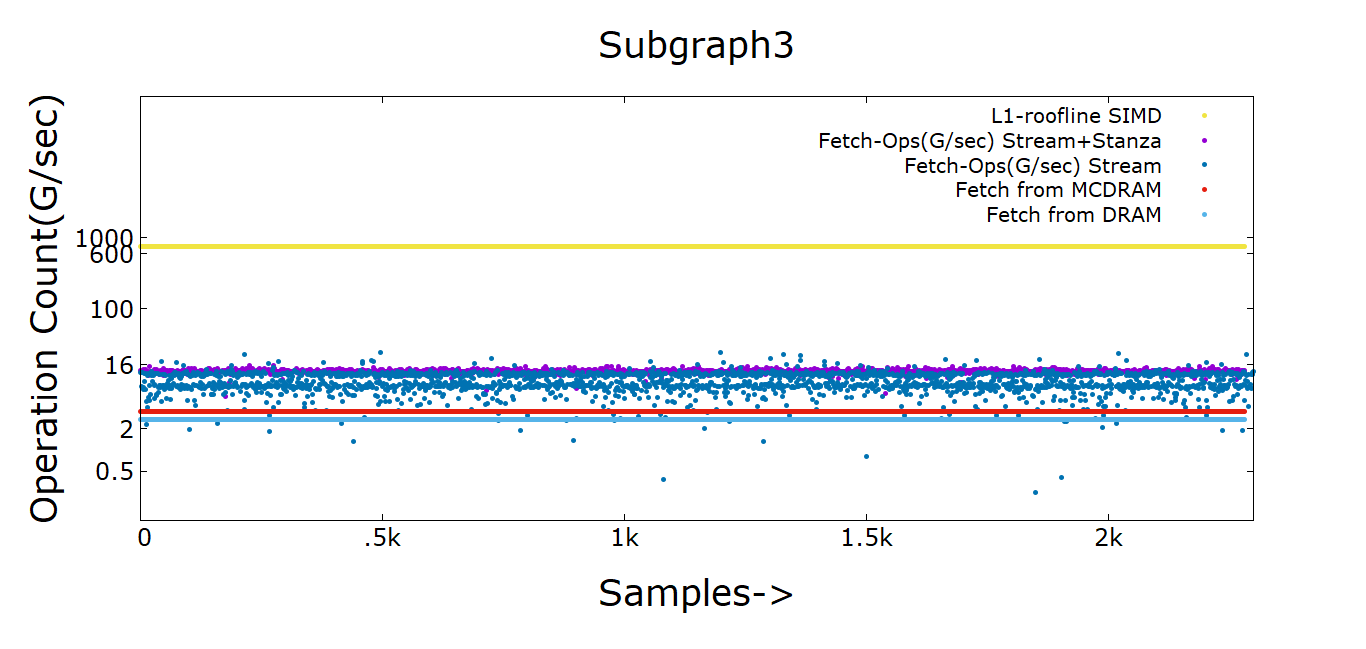 Subgraph3
Operation Count(G/sec)
L1-roofline SIMD
Fetch-Ops(G/sec) Stream+Stanza
Fetch-Ops(G/sec) Stream
Fetch from MCDRAM
Fetch from DRAM
1000
600
100
16
2
0.5
0 .5k 1k 1.5k 2k
Samples->